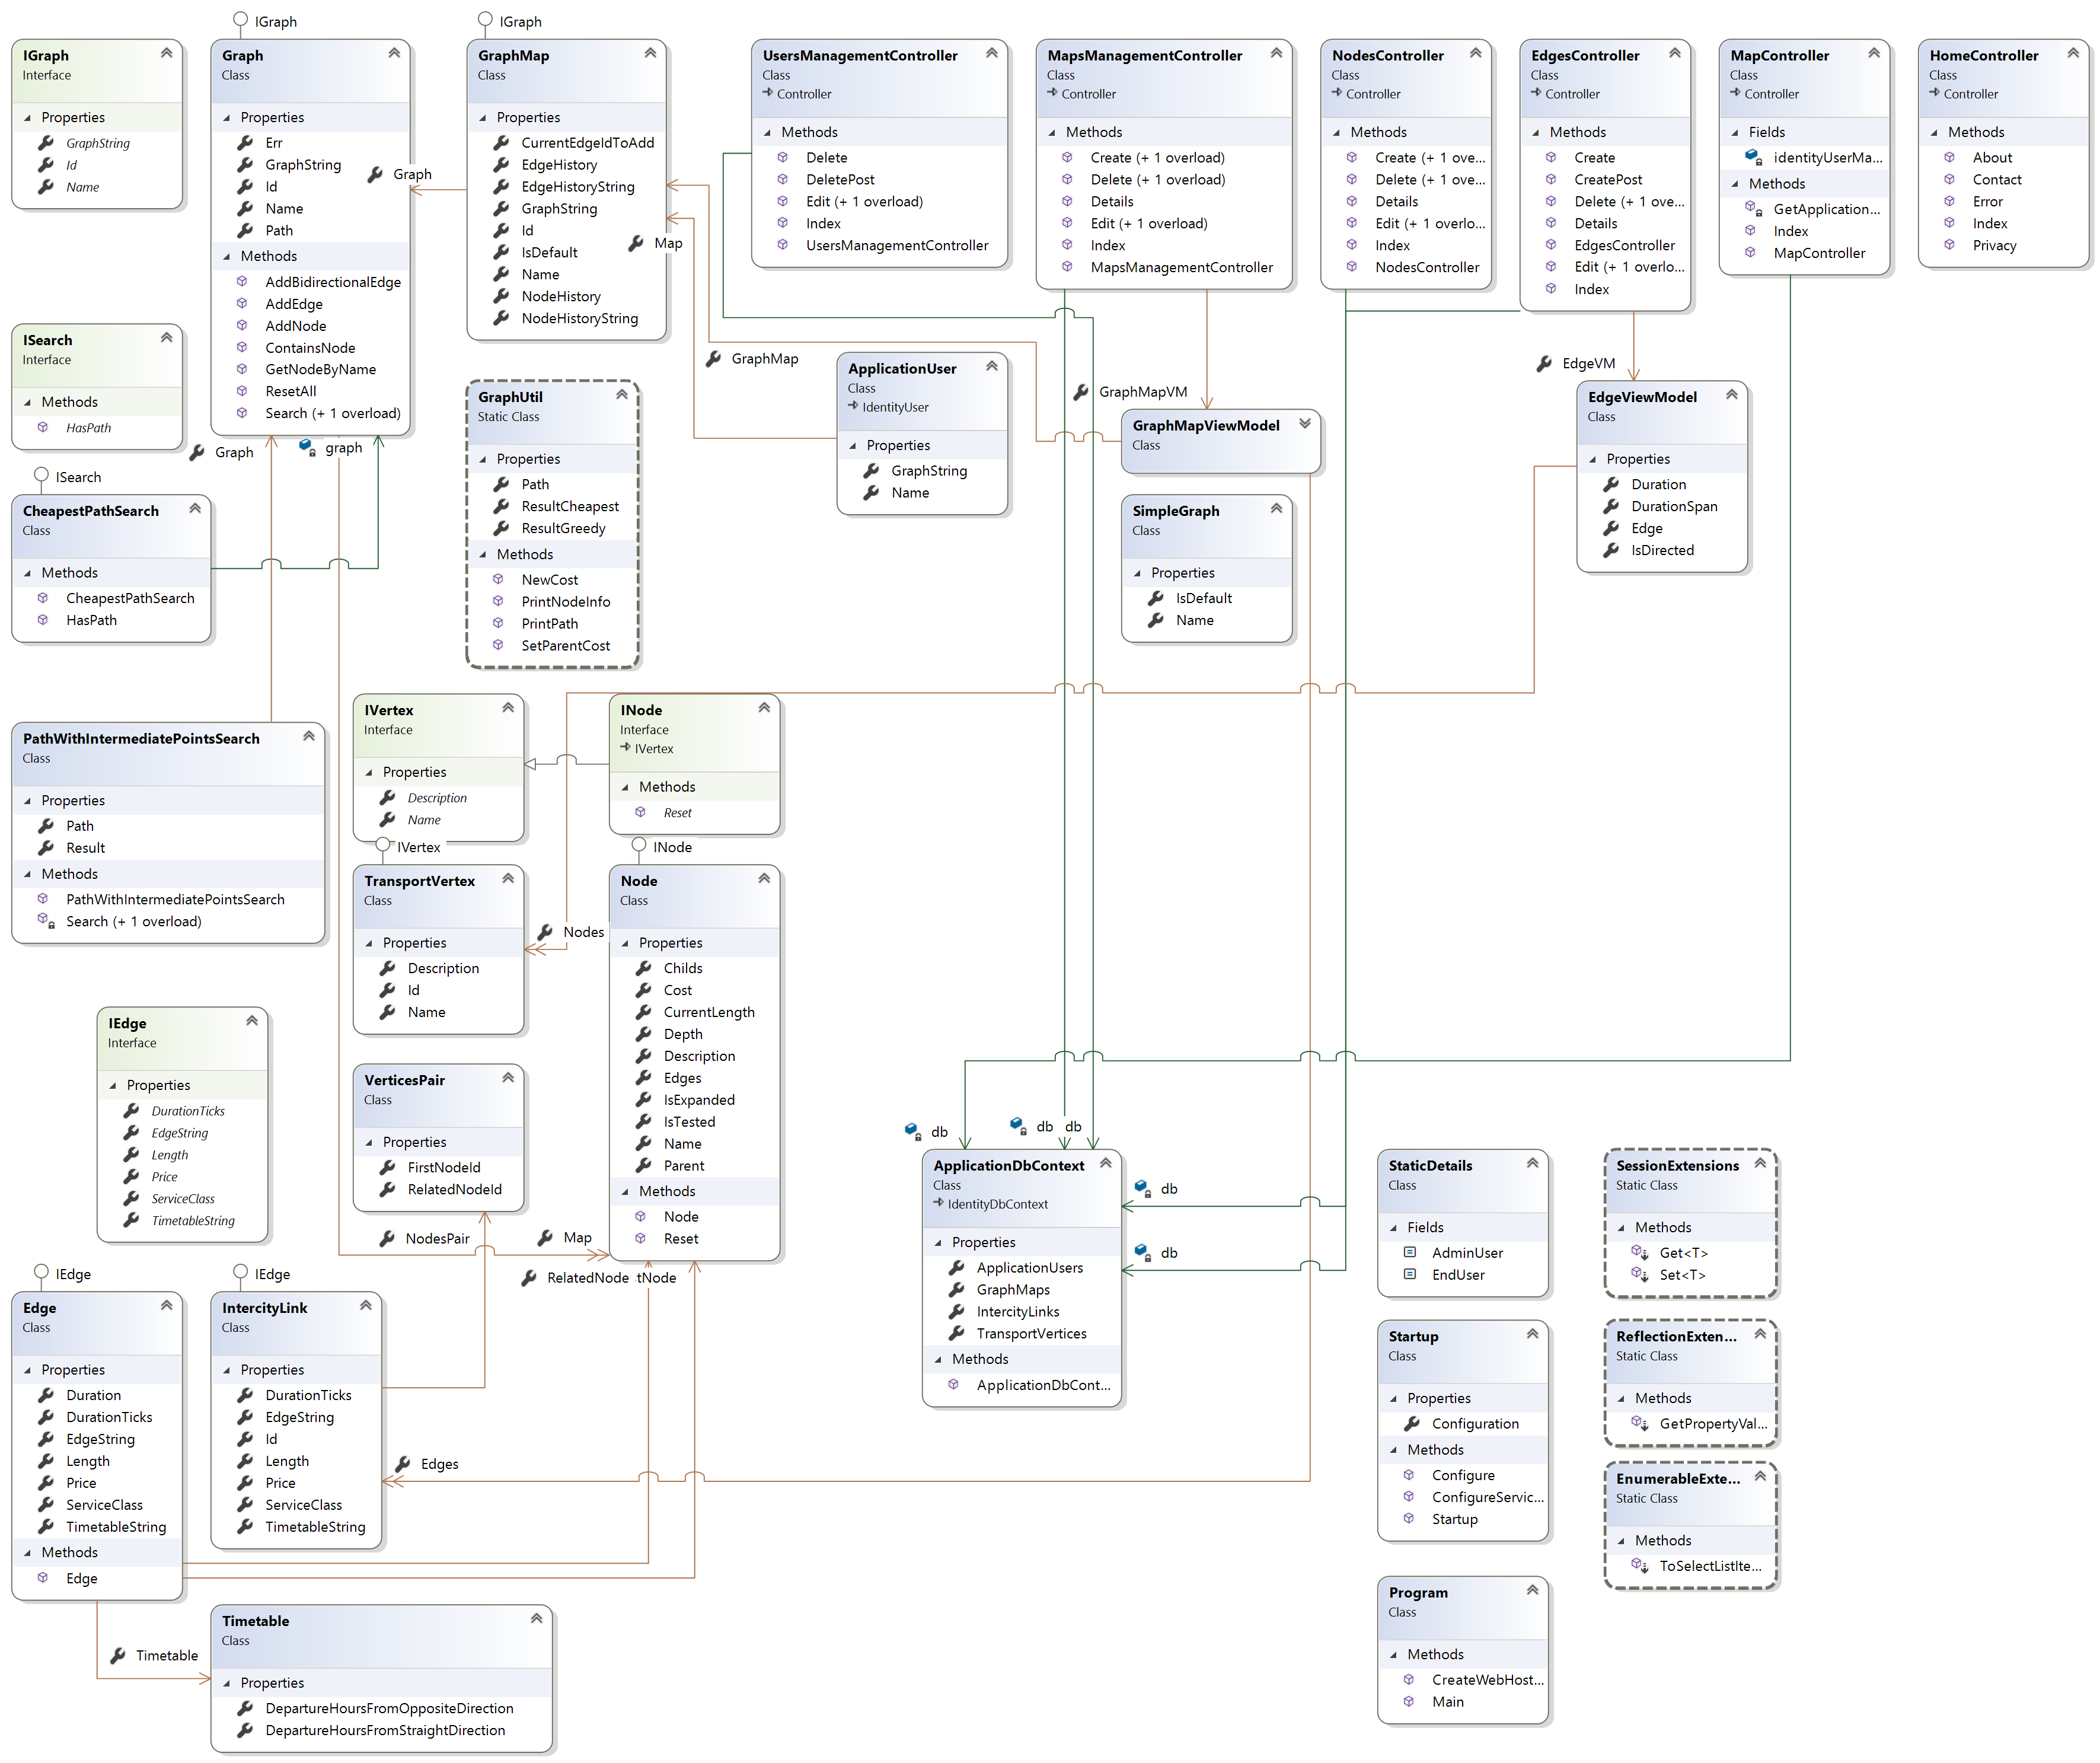 IGraph
IGraph
IGraph
Interface
Properties
GraphString
Id
Name
Graph
Class
Properties
Err
GraphString
Id
Name
Path
Methods
AddBidirectionalEdge
AddEdge
AddNode
ContainsNode
GetNodeByName
ResetAll
Search (+ 1 overload)
Graph
GraphMap
Class
Properties
CurrentEdgeIdToAdd
EdgeHistory
EdgeHistoryString
GraphString
Id
IsDefault
Name
NodeHistory
NodeHistoryString
Map
UsersManagementController
Class
Controller
Methods
Delete
DeletePost
Edit (+ 1 overload)
Index
UsersManagementController
MapsManagementController
Class
Controller
Methods
Create (+ 1 overload)
Delete (+ 1 overload)
Details
Edit (+ 1 overload)
Index
MapsManagementController
NodesController
Class
Controller
Methods
Create (+ 1 ove...
Delete (+ 1 ove...
Details
Edit (+ 1 overlo...
Index
NodesController
EdgesController
Class
Controller
Methods
Create
CreatePost
Delete (+ 1 ove...
Details
EdgesController
Edit (+ 1 overlo...
Index
MapController
Class
Controller
Fields
identityUserMa...
Methods
GetApplication...
Index
MapController
HomeController
Class
Controller
Methods
About
Contact
Error
Index
Privacy
ISearch
Interface
Methods
HasPath
Graph
graph
ISearch
CheapestPathSearch
Class
Methods
CheapestPathSearch
HasPath
GraphUtil
Static Class
Properties
Path
ResultCheapest
ResultGreedy
Methods
NewCost
PrintNodeInfo
PrintPath
SetParentCost
GraphMap
ApplicationUser
Class
IdentityUser
Properties
GraphString
Name
GraphMapVM
GraphMapViewModel
Class
SimpleGraph
Class
Properties
IsDefault
Name
EdgeVM
EdgeViewModel
Class
Properties
Duration
DurationSpan
Edge
IsDirected
PathWithIntermediatePointsSearch
Class
Properties
Path
Result
Methods
PathWithIntermediatePointsSearch
Search (+ 1 overload)
IVertex
Interface
Properties
Description
Name
INode
Interface
IVertex
Methods
Reset
IVertex
TransportVertex
Class
Properties
Description
Id
Name
Nodes
INode
Node
Class
Properties
Childs
Cost
CurrentLength
Depth
Description
Edges
IsExpanded
IsTested
Name
Parent
Methods
Node
Reset
IEdge
Interface
Properties
DurationTicks
EdgeString
Length
Price
ServiceClass
TimetableString
VerticesPair
Class
Properties
FirstNodeId
RelatedNodeId
NodesPair
Map
RelatedNode
tNode
db
db
db
db
db
ApplicationDbContext
Class
IdentityDbContext
Properties
ApplicationUsers
GraphMaps
IntercityLinks
TransportVertices
Methods
ApplicationDbCont...
StaticDetails
Class
Fields
AdminUser
EndUser
SessionExtensions
Static Class
Methods
Get<T>
Set<T>
IEdge
Edge
Class
Properties
Duration
DurationTicks
EdgeString
Length
Price
ServiceClass
TimetableString
Methods
Edge
IEdge
IntercityLink
Class
Properties
DurationTicks
EdgeString
Id
Length
Price
ServiceClass
TimetableString
Edges
Startup
Class
Properties
Configuration
Methods
Configure
ConfigureServic...
Startup
ReflectionExten...
Static Class
Methods
GetPropertyVal...
EnumerableExte...
Static Class
Methods
ToSelectListIte...
Timetable
Timetable
Class
Properties
DepartureHoursFromOppositeDirection
DepartureHoursFromStraightDirection
Program
Class
Methods
CreateWebHost...
Main